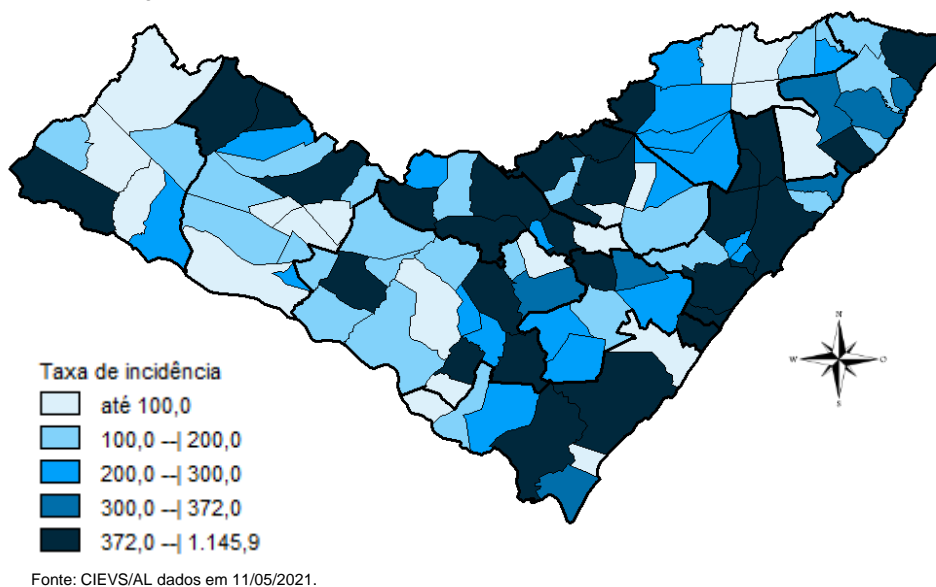 N
W
O
S
Taxa de incidência
até 100,0
100,0 --| 200,0
200,0 --| 300,0
300,0 --| 372,0
372,0 --| 1.145,9
Fonte: CIEVS/AL dados em 11/05/2021.